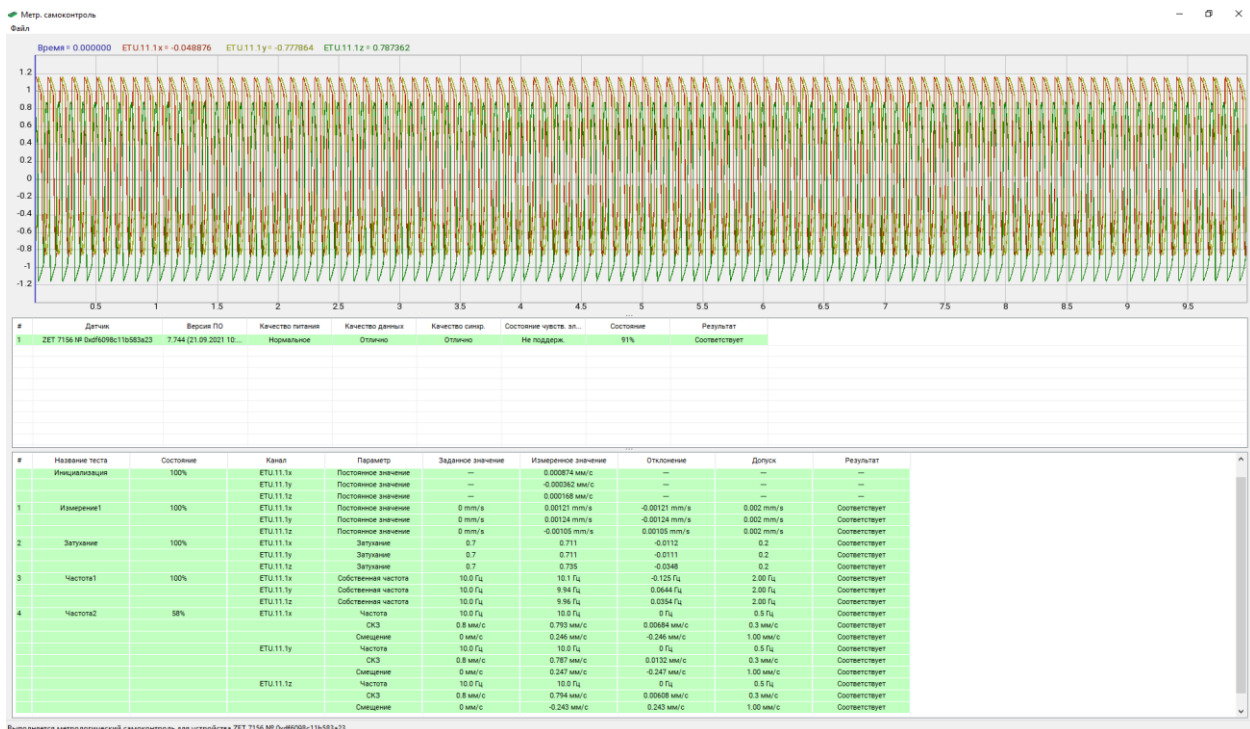 Метр. самоконтроль
Файл
Время = 0.000000 ETU.11.1x = -0.048876 ETU.11.1y = -0.777864 ETU.11.1z = 0.787362
1.2
1
0.8
0.6
0.4
0.2
0
-0.2
-0.4
-0.6
-0.8
-1
-1.2
0.5 1 1.5 2 2.5 3 3.5 4 4.5 5 5.5 6 6.5 7 7.5 8 8.5 9 9.5
# Датчик Версия ПО Качество питания Качество данных Качество синхр. Состояние чувств. эл... Состояние Результат
1 ZET 7156 № 0xdf6098c11b583a23 7.744 (21.09.2021 10:... Нормальное Отлично Отлично Не поддерж. 91% Соответствует
# Название теста Состояние Канал Параметр Заданное значение Измеренное значение Отклонение Допуск Результат
Инициализация 100% ETU.11.1x Постоянное значение — 0.000874 мм/с — — —
ETU.11.1y Постоянное значение — -0.000362 мм/с — — —
ETU.11.1z Постоянное значение — 0.000168 мм/с — — —
1 Измерение1 100% ETU.11.1x Постоянное значение 0 mm/s 0.00121 mm/s -0.00121 mm/s 0.002 mm/s Соответствует
ETU.11.1y Постоянное значение 0 mm/s 0.00124 mm/s -0.00124 mm/s 0.002 mm/s Соответствует
ETU.11.1z Постоянное значение 0 mm/s -0.00105 mm/s 0.00105 mm/s 0.002 mm/s Соответствует
2 Затухание 100% ETU.11.1x Затухание 0.7 0.711 -0.0112 0.2 Соответствует
ETU.11.1y Затухание 0.7 0.711 -0.0111 0.2 Соответствует
ETU.11.1z Затухание 0.7 0.735 -0.0348 0.2 Соответствует
3 Частота1 100% ETU.11.1x Собственная частота 10.0 Гц 10.1 Гц -0.125 Гц 2.00 Гц Соответствует
ETU.11.1y Собственная частота 10.0 Гц 9.94 Гц 0.0644 Гц 2.00 Гц Соответствует
ETU.11.1z Собственная частота 10.0 Гц 9.96 Гц 0.0354 Гц 2.00 Гц Соответствует
4 Частота2 58% ETU.11.1x Частота 10.0 Гц 10.0 Гц 0 Гц 0.5 Гц Соответствует
СКЗ 0.8 мм/с 0.793 мм/с 0.00684 мм/с 0.3 мм/с Соответствует
Смещение 0 мм/с 0.246 мм/с -0.246 мм/с 1.00 мм/с Соответствует
ETU.11.1y Частота 10.0 Гц 10.0 Гц 0 Гц 0.5 Гц Соответствует
СКЗ 0.8 мм/с 0.787 мм/с 0.0132 мм/с 0.3 мм/с Соответствует
Смещение 0 мм/с 0.247 мм/с -0.247 мм/с 1.00 мм/с Соответствует
ETU.11.1z Частота 10.0 Гц 10.0 Гц 0 Гц 0.5 Гц Соответствует
СКЗ 0.8 мм/с 0.794 мм/с 0.00608 мм/с 0.3 мм/с Соответствует
Смещение 0 мм/с -0.243 мм/с 0.243 мм/с 1.00 мм/с Соответствует
Выполняется метрологический самоконтроль для устройства ZET 7156 № 0xdf6098c11b583a23